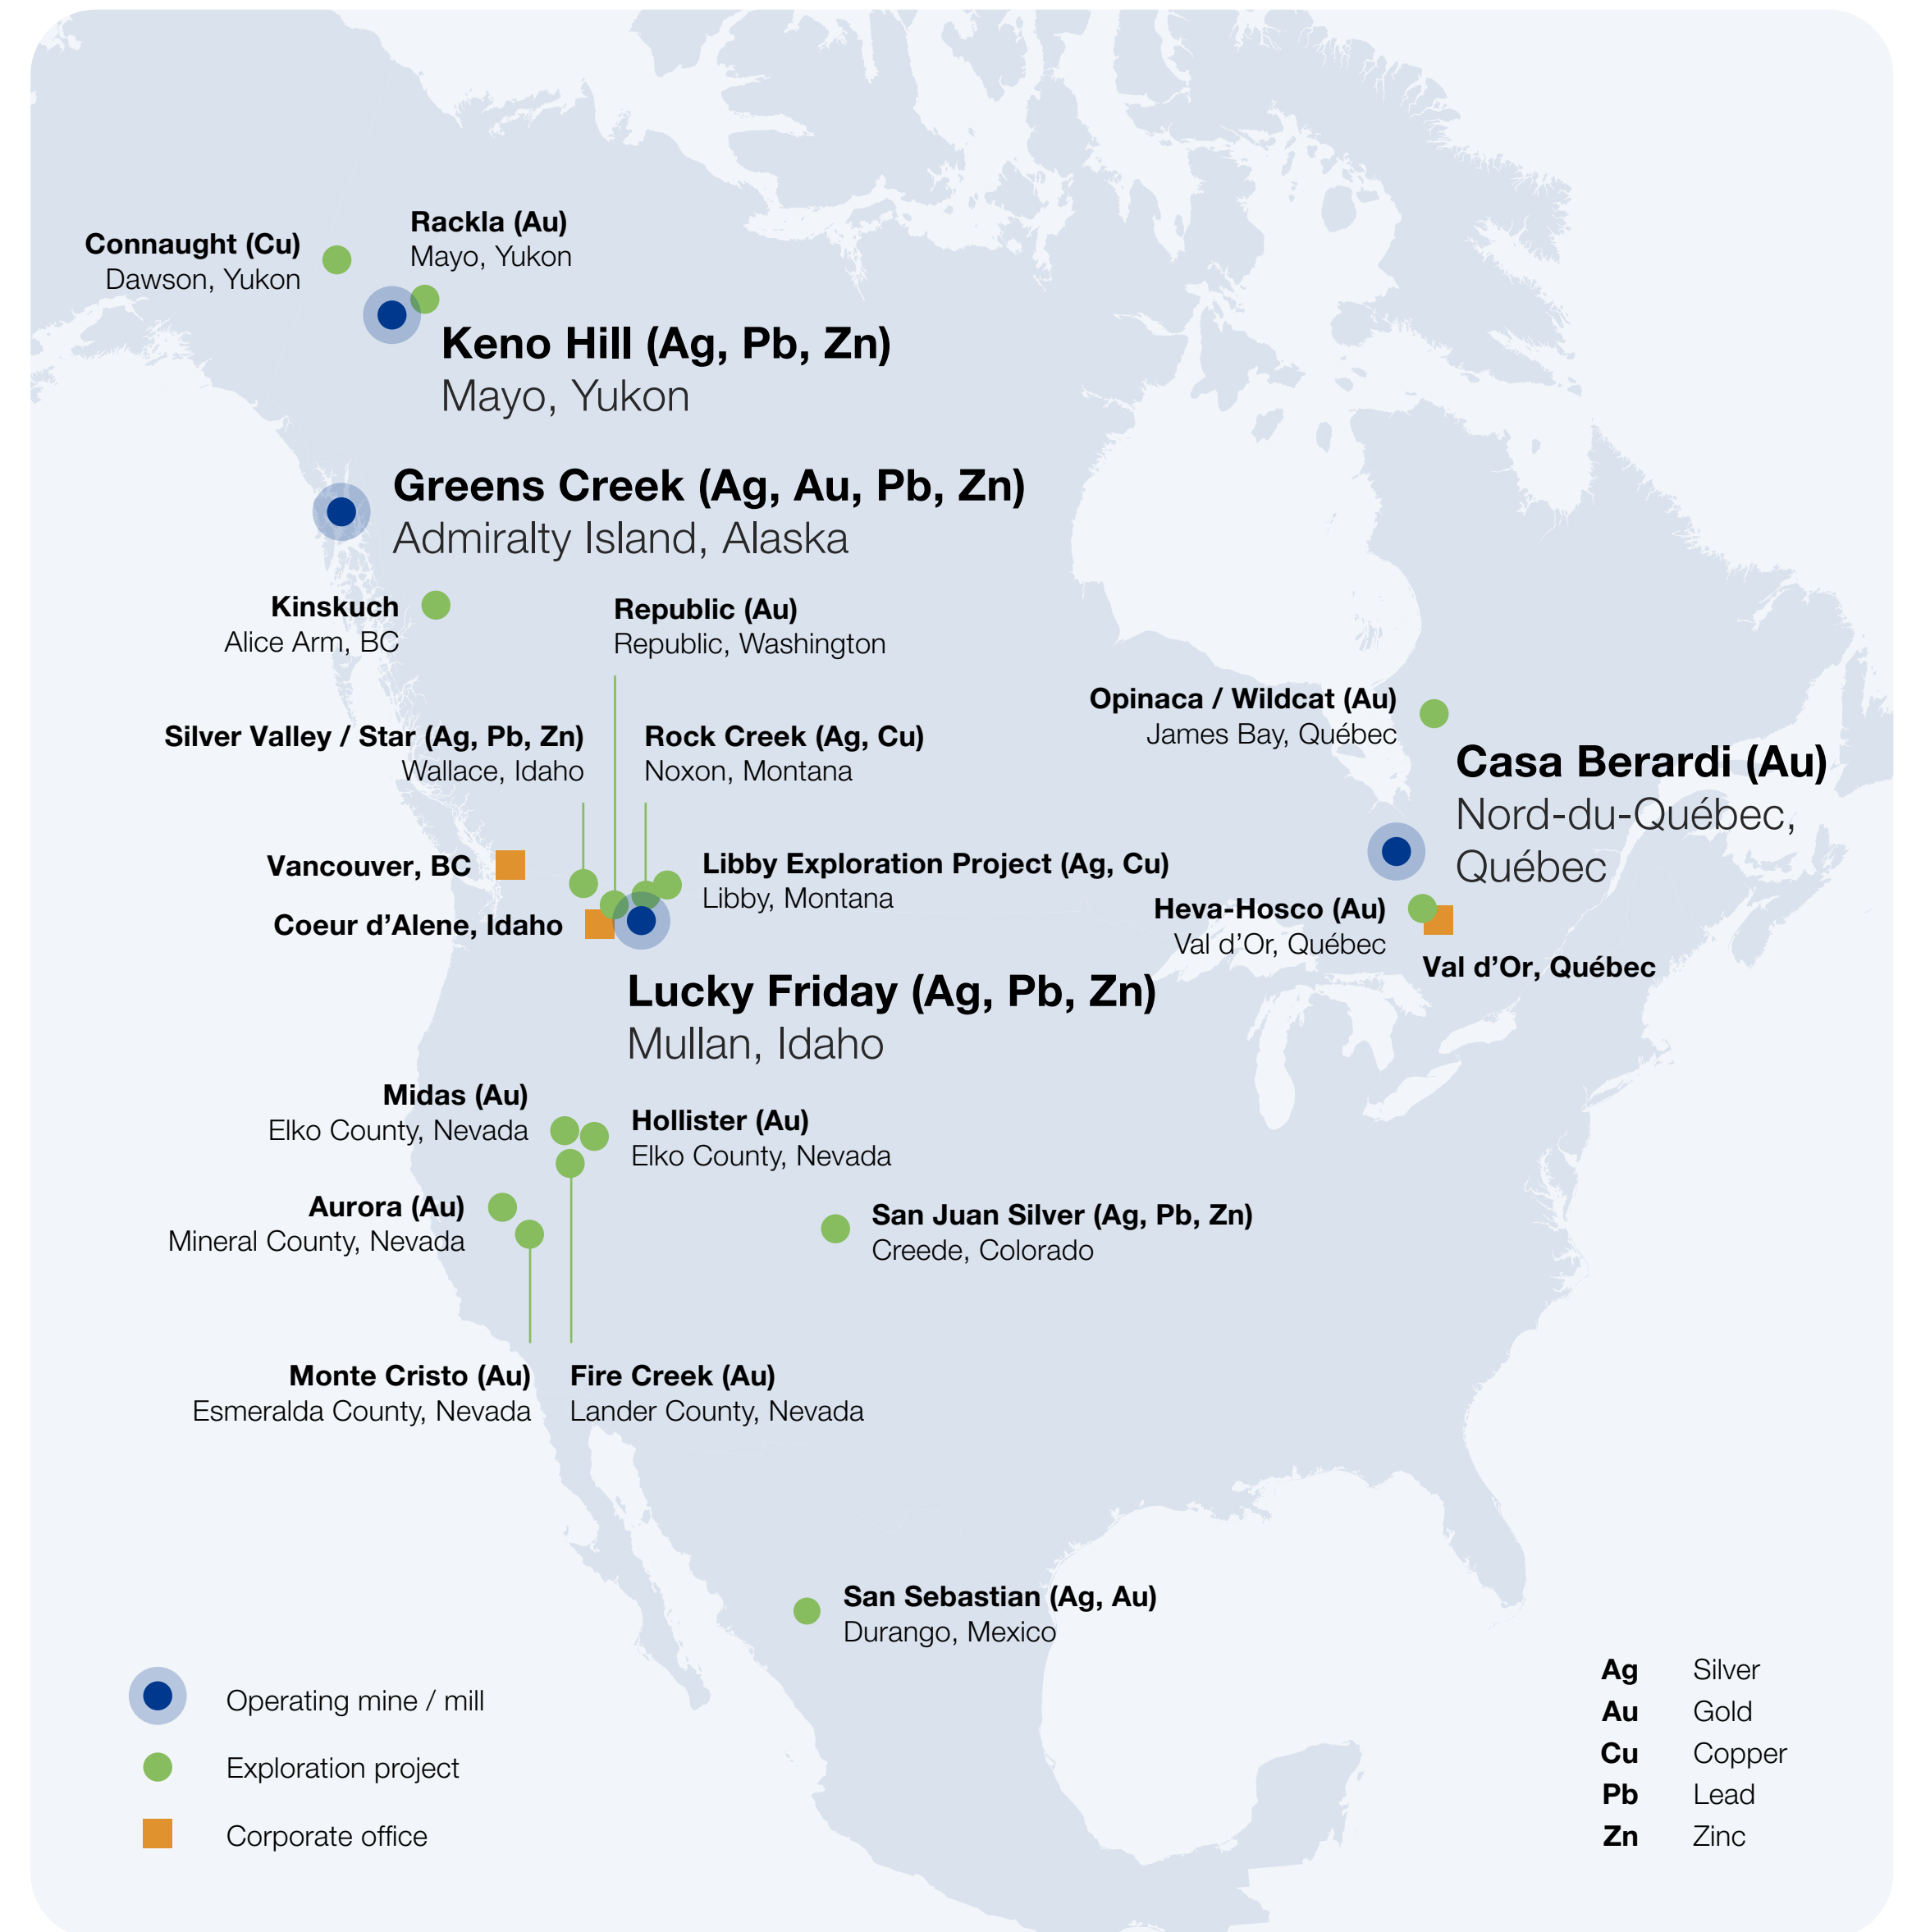 Rackla (Au)
Mayo, Yukon
Connaught (Cu)
Dawson, Yukon
Keno Hill (Ag, Pb, Zn)
Mayo, Yukon
Greens Creek (Ag, Au, Pb, Zn)
Admiralty Island, Alaska
Kinskuch
Alice Arm, BC
Republic (Au)
Republic, Washington
Silver Valley / Star (Ag, Pb, Zn)
Wallace, Idaho
Rock Creek (Ag, Cu)
Noxon, Montana
Opinaca / Wildcat (Au)
James Bay, Québec
Casa Berardi (Au)
Nord-du-Québec,
Québec
Vancouver, BC
Libby Exploration Project (Ag, Cu)
Libby, Montana
Coeur d’Alene, Idaho
Heva-Hosco (Au)
Val d’Or, Québec
Val d’Or, Québec
Lucky Friday (Ag, Pb, Zn)
Mullan, Idaho
Midas (Au)
Elko County, Nevada
Hollister (Au)
Elko County, Nevada
Aurora (Au)
Mineral County, Nevada
San Juan Silver (Ag, Pb, Zn)
Creede, Colorado
Monte Cristo (Au)
Esmeralda County, Nevada
Fire Creek (Au)
Lander County, Nevada
San Sebastian (Ag, Au)
Durango, Mexico
Operating mine / mill
Exploration project
Corporate office
Ag Silver
Au Gold
Cu Copper
Pb Lead
Zn Zinc